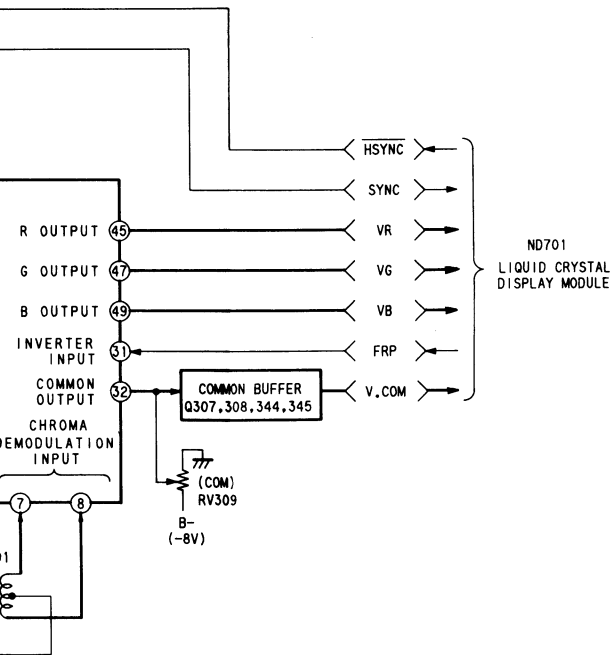 HSYNC
SYNC
R OUTPUT 45 VR
ND701
G OUTPUT 47 VG
LIQUID CRYSTAL
DISPLAY MODULE
B OUTPUT 49 VB
INVERTER
INPUT 31 FRP
COMMON
OUTPUT 32
COMMON BUFFER
Q307,308,344,345
V.COM
CHROMA
DEMODULATION
INPUT
(COM)
RV309
7 8
B-
(-8V)
01